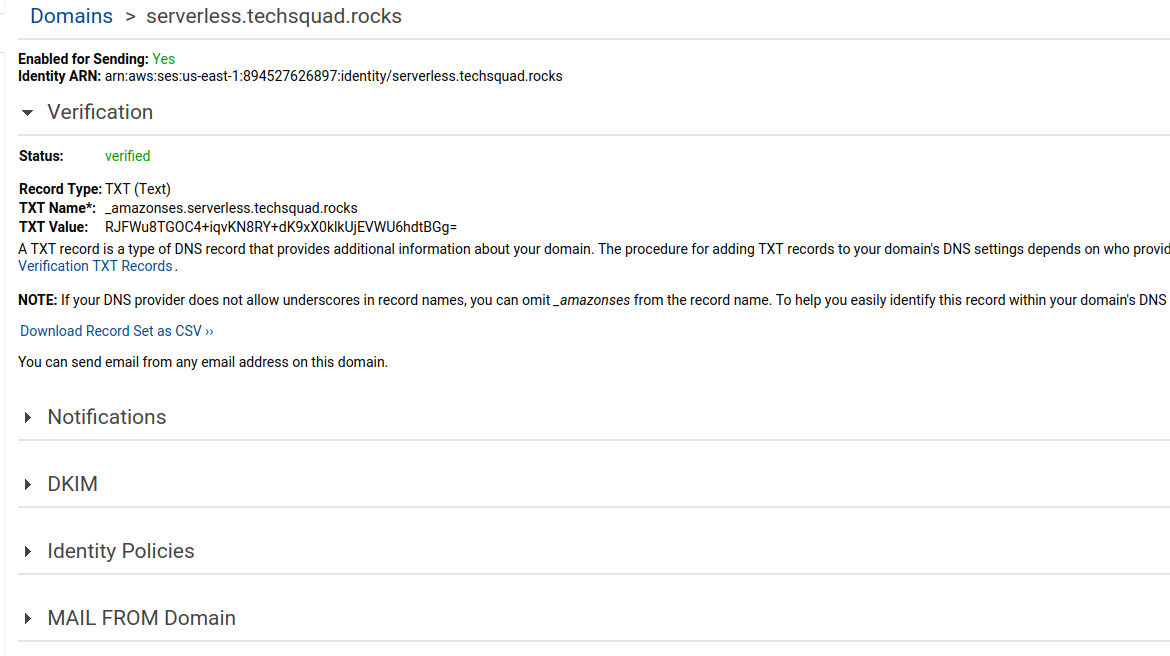 Domains > serverless.techsquad.rocks
Enabled for Sending: Yes
Identity ARN: arn:aws:ses:us-east-1:894527626897:identity/serverless.techsquad.rocks
Verification
Status: verified
Record Type: TXT (Text)
TXT Name*: _amazonses.serverless.techsquad.rocks
TXT Value: RJFWu8TGOC4+iqvKN8RY+dK9xX0klkUjEVWU6hdtBGg=
A TXT record is a type of DNS record that provides additional information about your domain. The procedure for adding TXT records to your domain's DNS settings depends on who provid
Verification TXT Records.
NOTE: If your DNS provider does not allow underscores in record names, you can omit _amazonses from the record name. To help you easily identify this record within your domain's DNS
Download Record Set as CSV ››
You can send email from any email address on this domain.
Notifications
DKIM
Identity Policies
MAIL FROM Domain